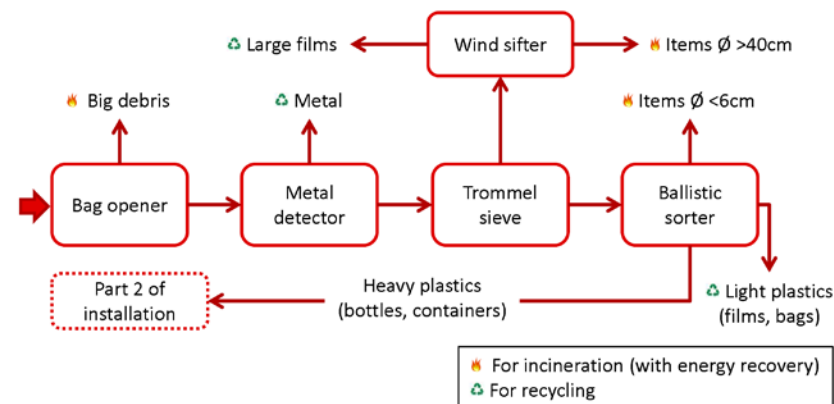 Large films
Wind sifter
Items Ø >40cm
Big debris
Metal
Items Ø <6cm
Bag opener
Metal
detector
Trommel
sieve
Ballistic
sorter
Part 2 of
installation
Heavy plastics
(bottles, containers)
Light plastics
(films, bags)
For incineration (with energy recovery)
For recycling